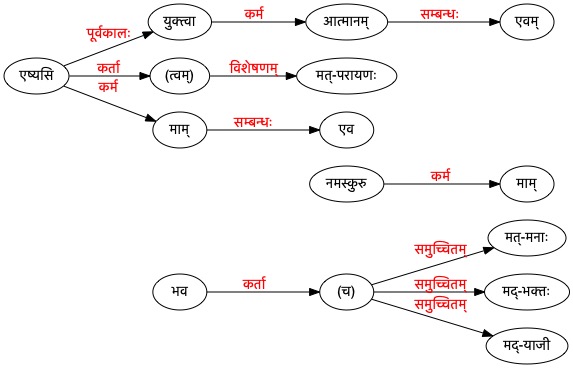 युक्त्वा कर्म आत्मानम् सम्बन्धः एवम्
पूर्वकालः
एष्यसि कर्ता (त्वम्) विशेषणम् मत्-परायणः
कर्म
माम् सम्बन्धः एव
नमस्कुरु कर्म माम्
मत्-मनाः
समुच्चितम्
भव कर्ता (च) समुच्चितम् मद्-भक्तः
समुच्चितम्
मद्-याजी